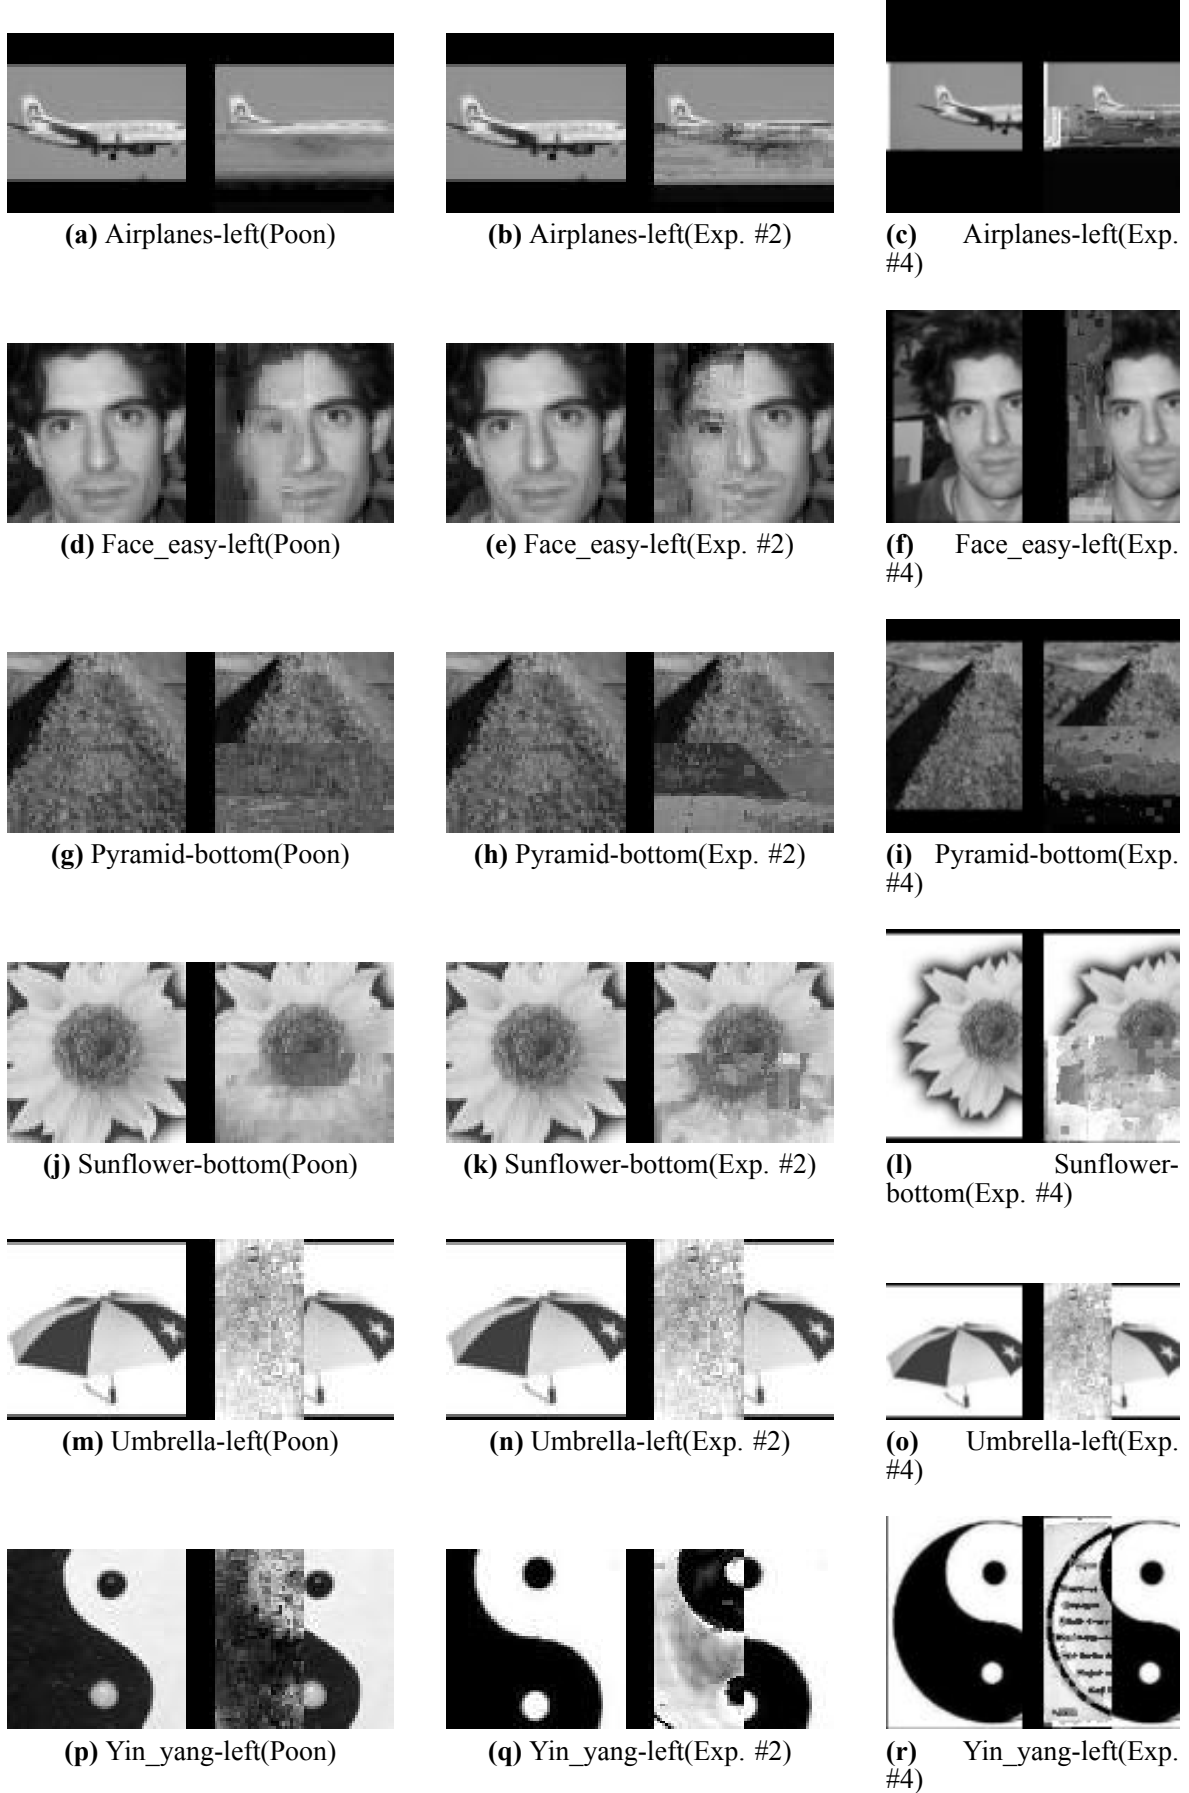 (a) Airplanes-left(Poon)
(b) Airplanes-left(Exp. #2)
(c) Airplanes-left(Exp.
#4)
(d) Face_easy-left(Poon)
(e) Face_easy-left(Exp. #2)
(f) Face_easy-left(Exp.
#4)
(g) Pyramid-bottom(Poon)
(h) Pyramid-bottom(Exp. #2)
(i) Pyramid-bottom(Exp.
#4)
(j) Sunflower-bottom(Poon)
(k) Sunflower-bottom(Exp. #2)
(l) Sunflower-
bottom(Exp. #4)
(m) Umbrella-left(Poon)
(n) Umbrella-left(Exp. #2)
(o) Umbrella-left(Exp.
#4)
(p) Yin_yang-left(Poon)
(q) Yin_yang-left(Exp. #2)
(r) Yin_yang-left(Exp.
#4)